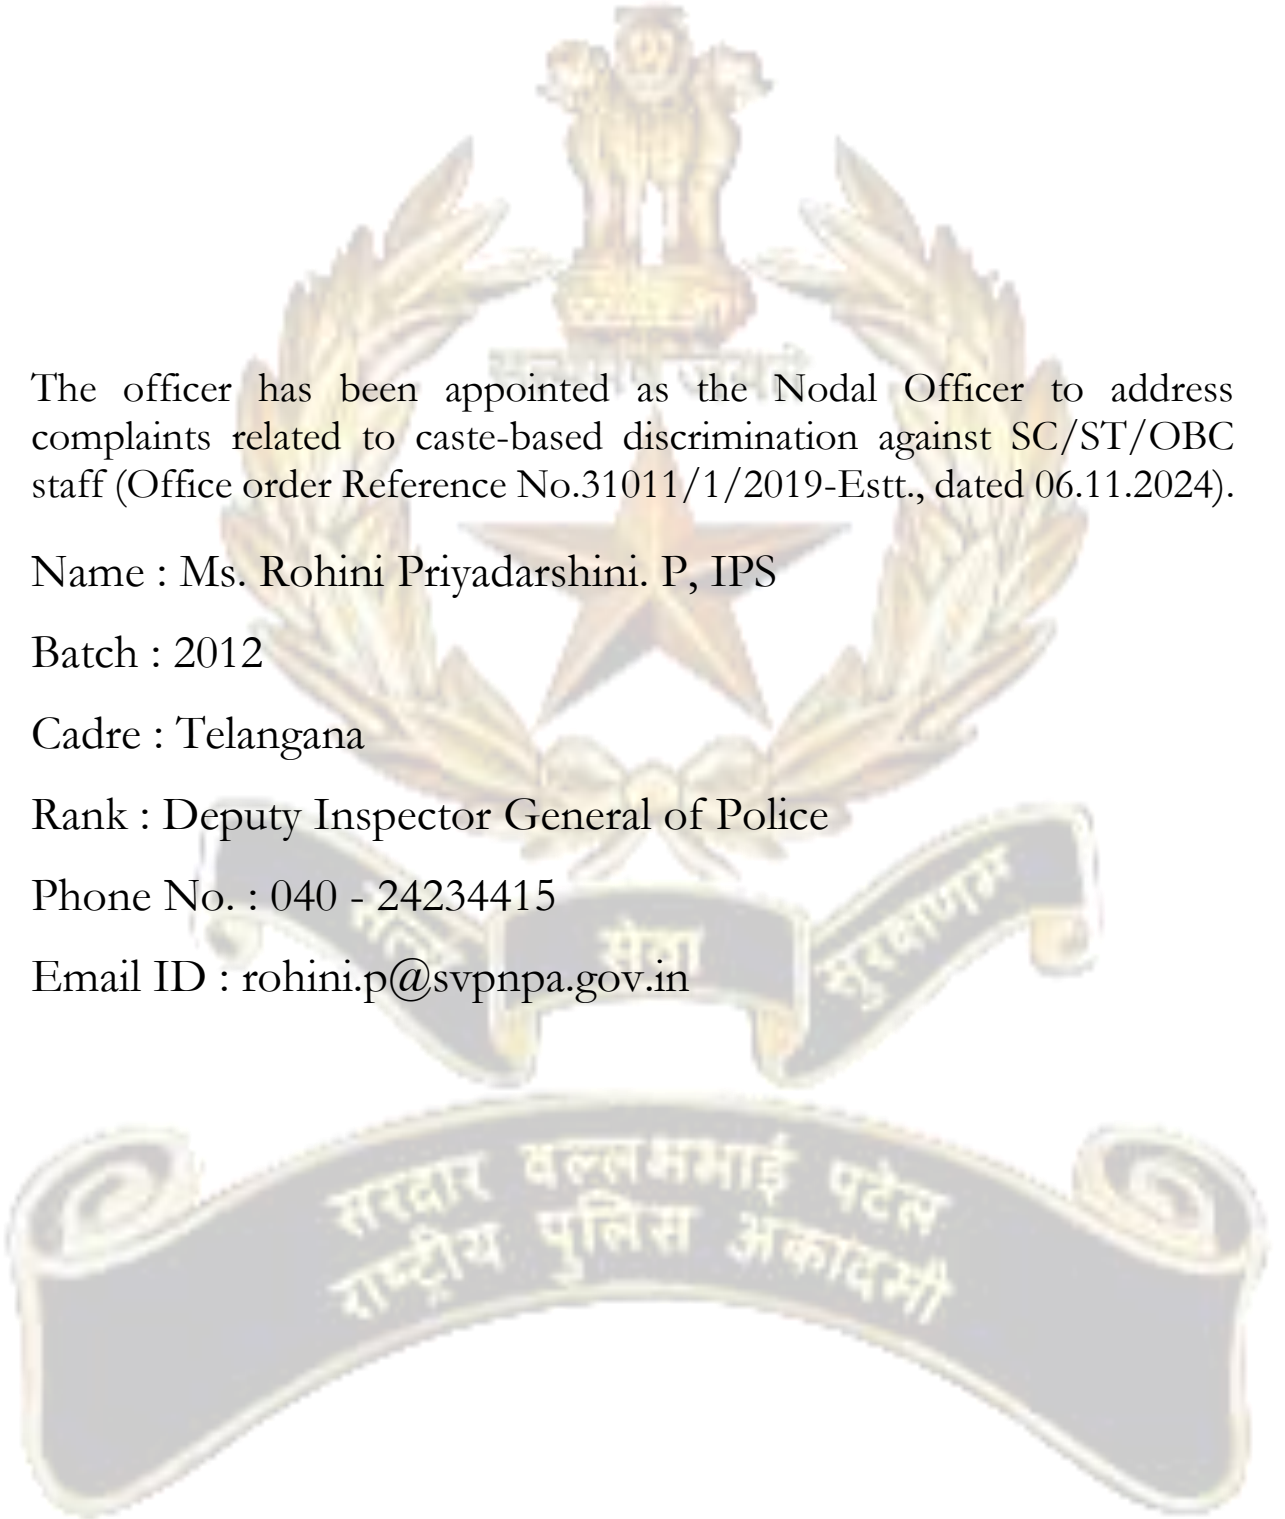 The officer has been appointed as the Nodal Officer to address
complaints related to caste-based discrimination against SC/ST/OBC
staff (Office order Reference No.31011/1/2019-Estt., dated 06.11.2024).
Name : Ms. Rohini Priyadarshini. P, IPS
Batch : 2012
Cadre : Telangana
Rank : Deputy Inspector General of Police
Phone No. : 040 - 24234415
Email ID : rohini.p@svpnpa.gov.in
सेवा
सरदार वल्लभभाई पटेल
राष्ट्रीय पुलिस अकादमी